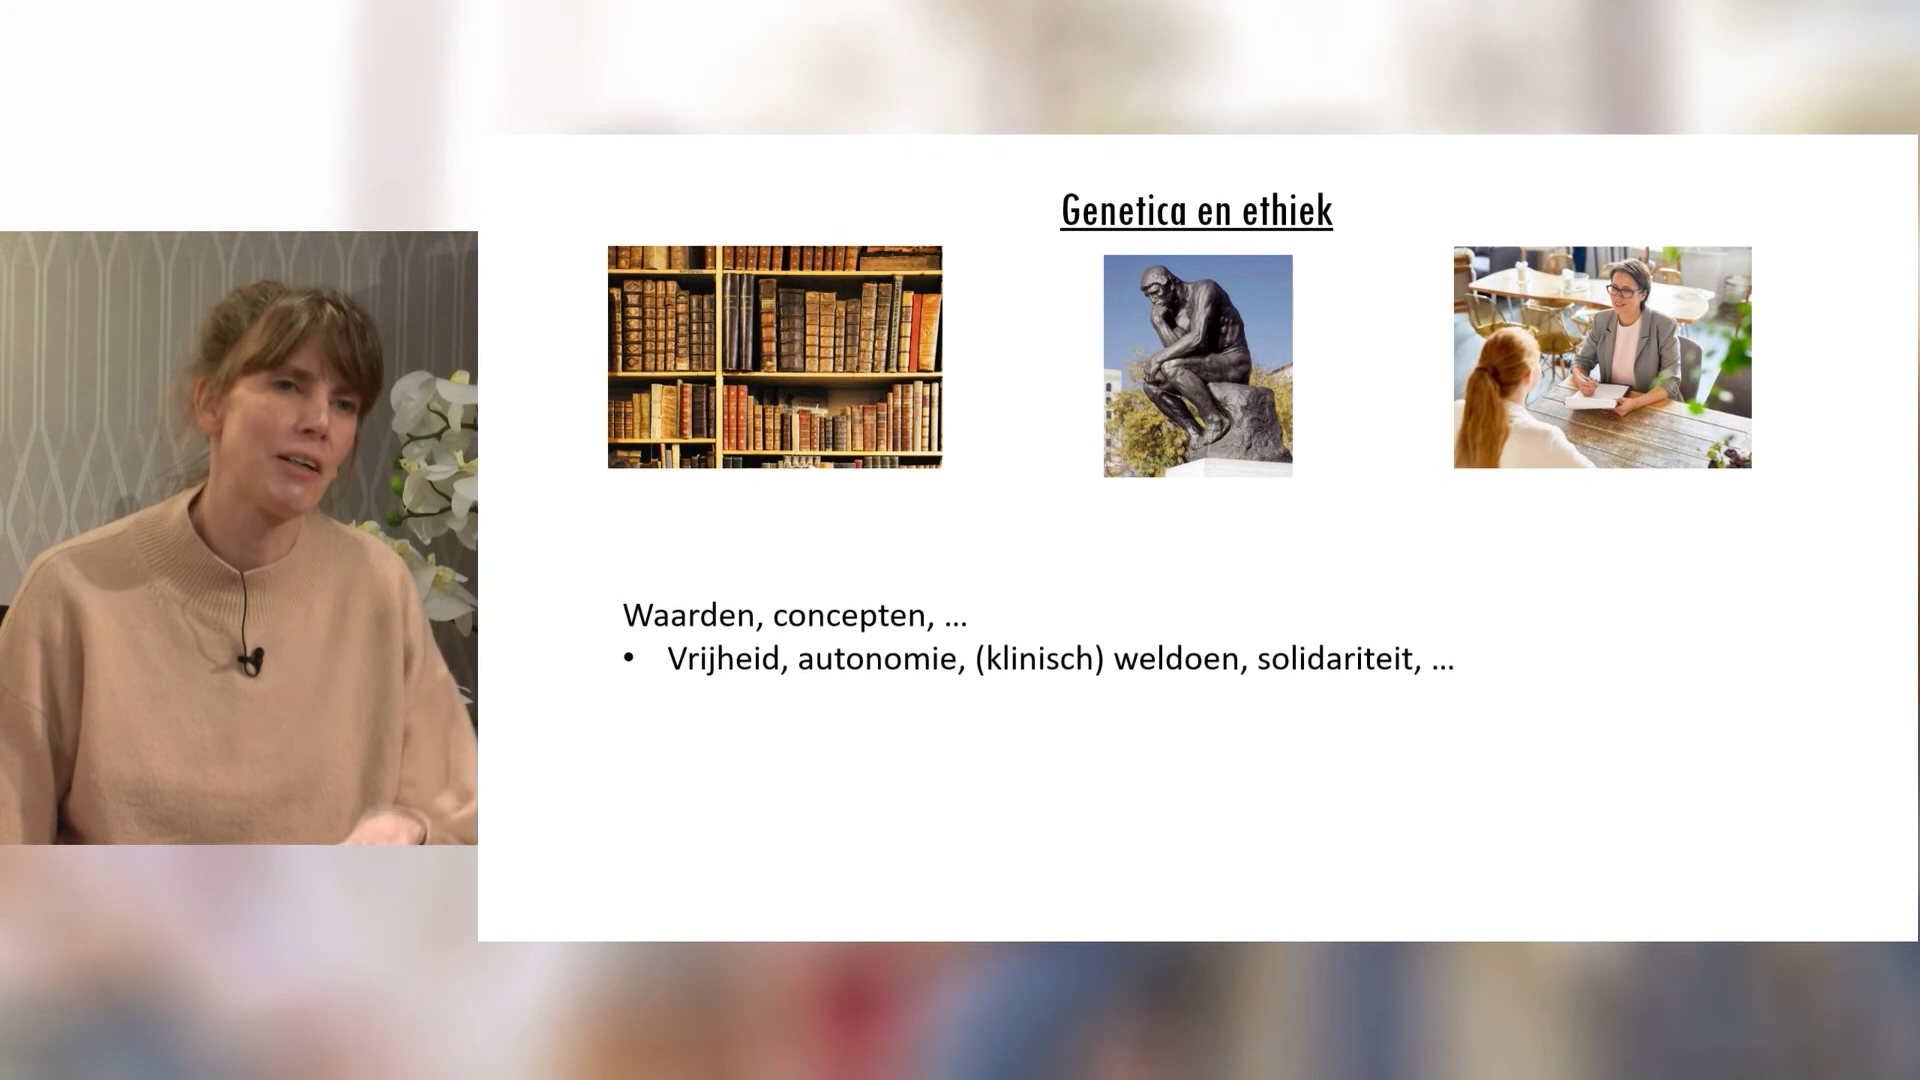 Genetica en ethiek
Waarden, concepten, ...
• Vrijheid, autonomie, (klinisch) weldoen, solidariteit, ...